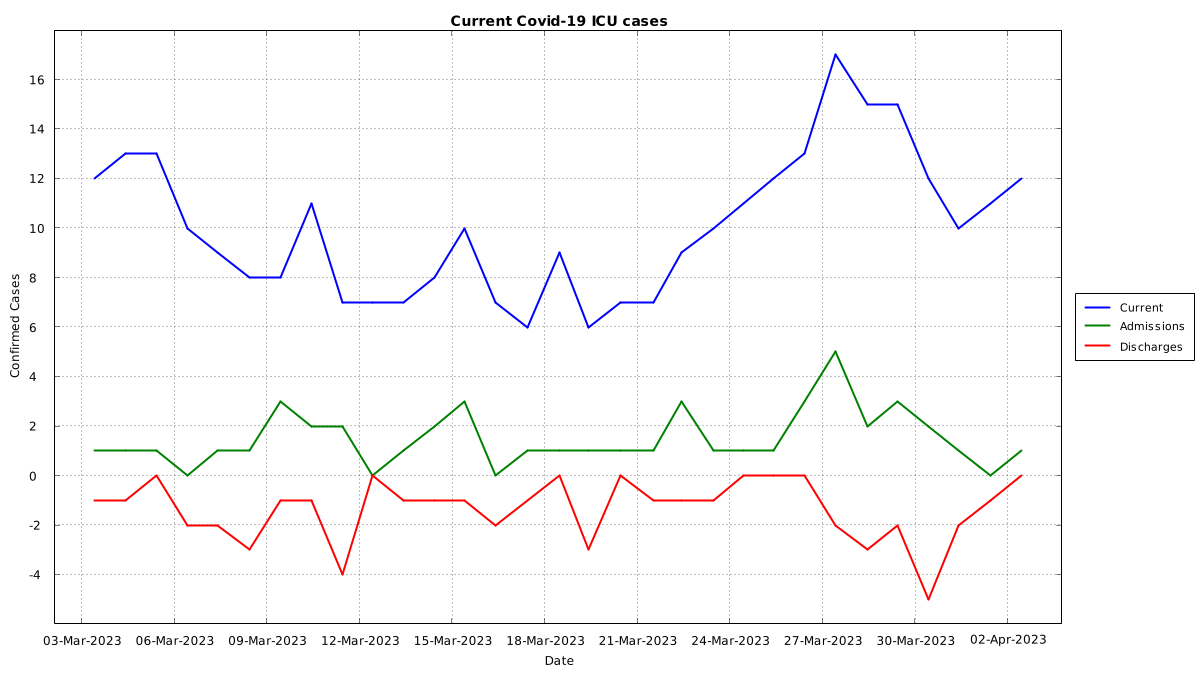 Current Covid-19 ICU cases
Confirmed Cases
16
14
12
10
8
6
4
2
0
-2
-4
03-Mar-2023 06-Mar-2023 09-Mar-2023 12-Mar-2023 15-Mar-2023 18-Mar-2023 21-Mar-2023 24-Mar-2023 27-Mar-2023 30-Mar-2023 02-Apr-2023
Date
Current
Admissions
Discharges